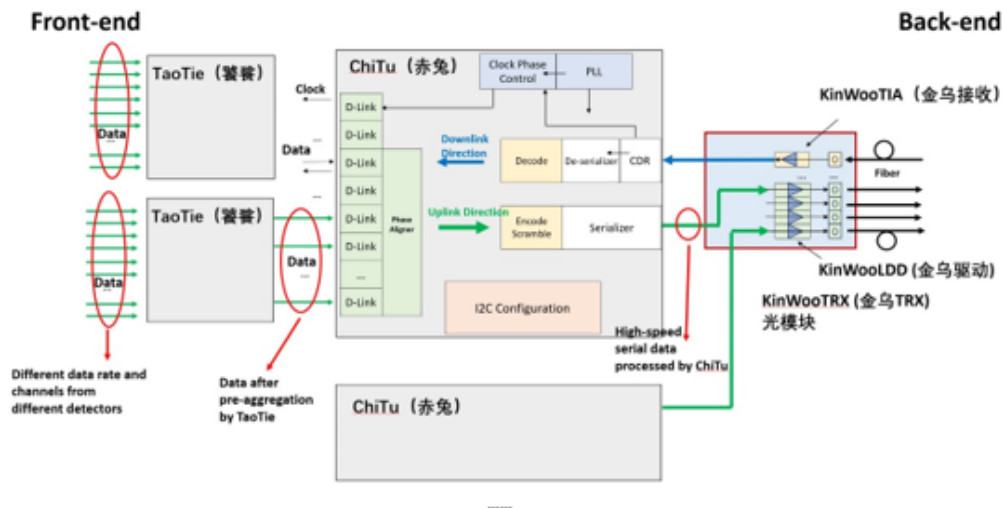 Front-end
Back-end
TaoTie（饕餮）
Data
...
ChiTu（赤兔）
Clock Phase
Control
PLL
Clock
...
Data
...
D-Link
D-Link
D-Link
D-Link
D-Link
D-Link
...
D-Link
Phase
Aligner
Downlink
Direction
Decode
De-serializer
CDR
Uplink Direction
Encode
Scramble
Serializer
I2C Configuration
TaoTie（饕餮）
Data
...
Data
...
KinWooTIA（金乌接收）
Fiber
...
...
KinWooLDD (金乌驱动)
KinWooTRX (金乌TRX)
光模块
High-speed
serial data
processed by ChiTu
Different data rate and
channels from
different detectors
Data after
pre-aggregation
by TaoTie
ChiTu（赤兔）
......